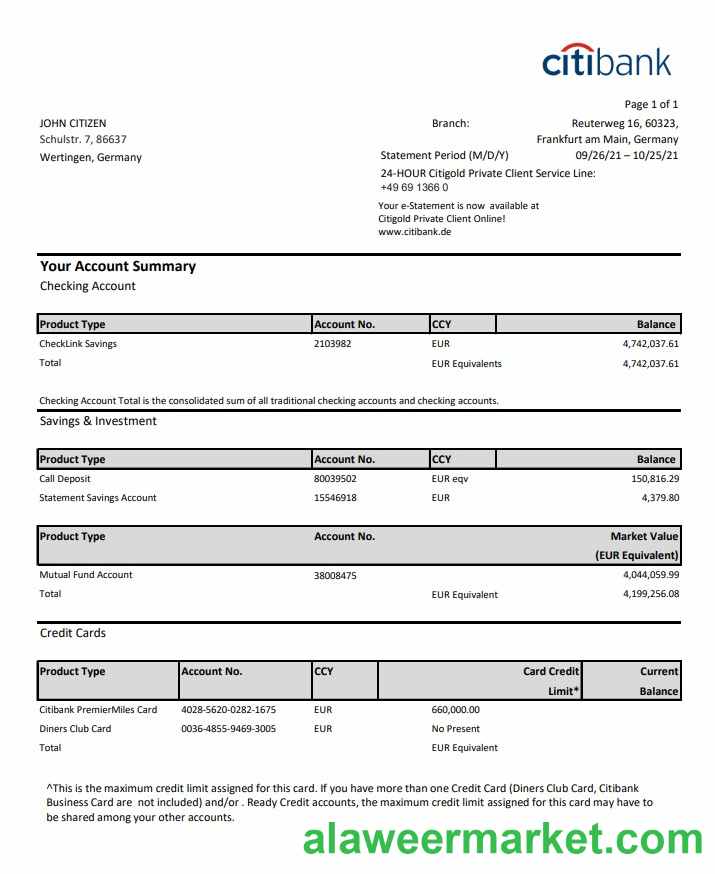 citibank
Page 1 of 1
JOHN CITIZEN
Schulstr. 7, 86637
Wertingen, Germany
Branch: Reuterweg 16, 60323,
Frankfurt am Main, Germany
Statement Period (M/D/Y) 09/26/21 – 10/25/21
24-HOUR Citigold Private Client Service Line:
+49 69 1366 0
Your e-Statement is now available at
Citigold Private Client Online!
www.citibank.de
Your Account Summary
Checking Account
Product Type Account No. CCY Balance
CheckLink Savings 2103982 EUR 4,742,037.61
Total EUR Equivalents 4,742,037.61
Checking Account Total is the consolidated sum of all traditional checking accounts and checking accounts.
Savings & Investment
Product Type Account No. CCY Balance
Call Deposit 80039502 EUR eqv 150,816.29
Statement Savings Account 15546918 EUR 4,379.80
Product Type Account No. Market Value
(EUR Equivalent)
Mutual Fund Account 38008475 4,044,059.99
Total EUR Equivalent 4,199,256.08
Credit Cards
Product Type Account No. CCY Card Credit Current
Limit* Balance
Citibank PremierMiles Card 4028-5620-0282-1675 EUR 660,000.00
Diners Club Card 0036-4855-9469-3005 EUR No Present
Total EUR Equivalent
^This is the maximum credit limit assigned for this card. If you have more than one Credit Card (Diners Club Card, Citibank
Business Card are not included) and/or . Ready Credit accounts, the maximum credit limit assigned for this card may have to
be shared among your other accounts.
alaweermarket.com